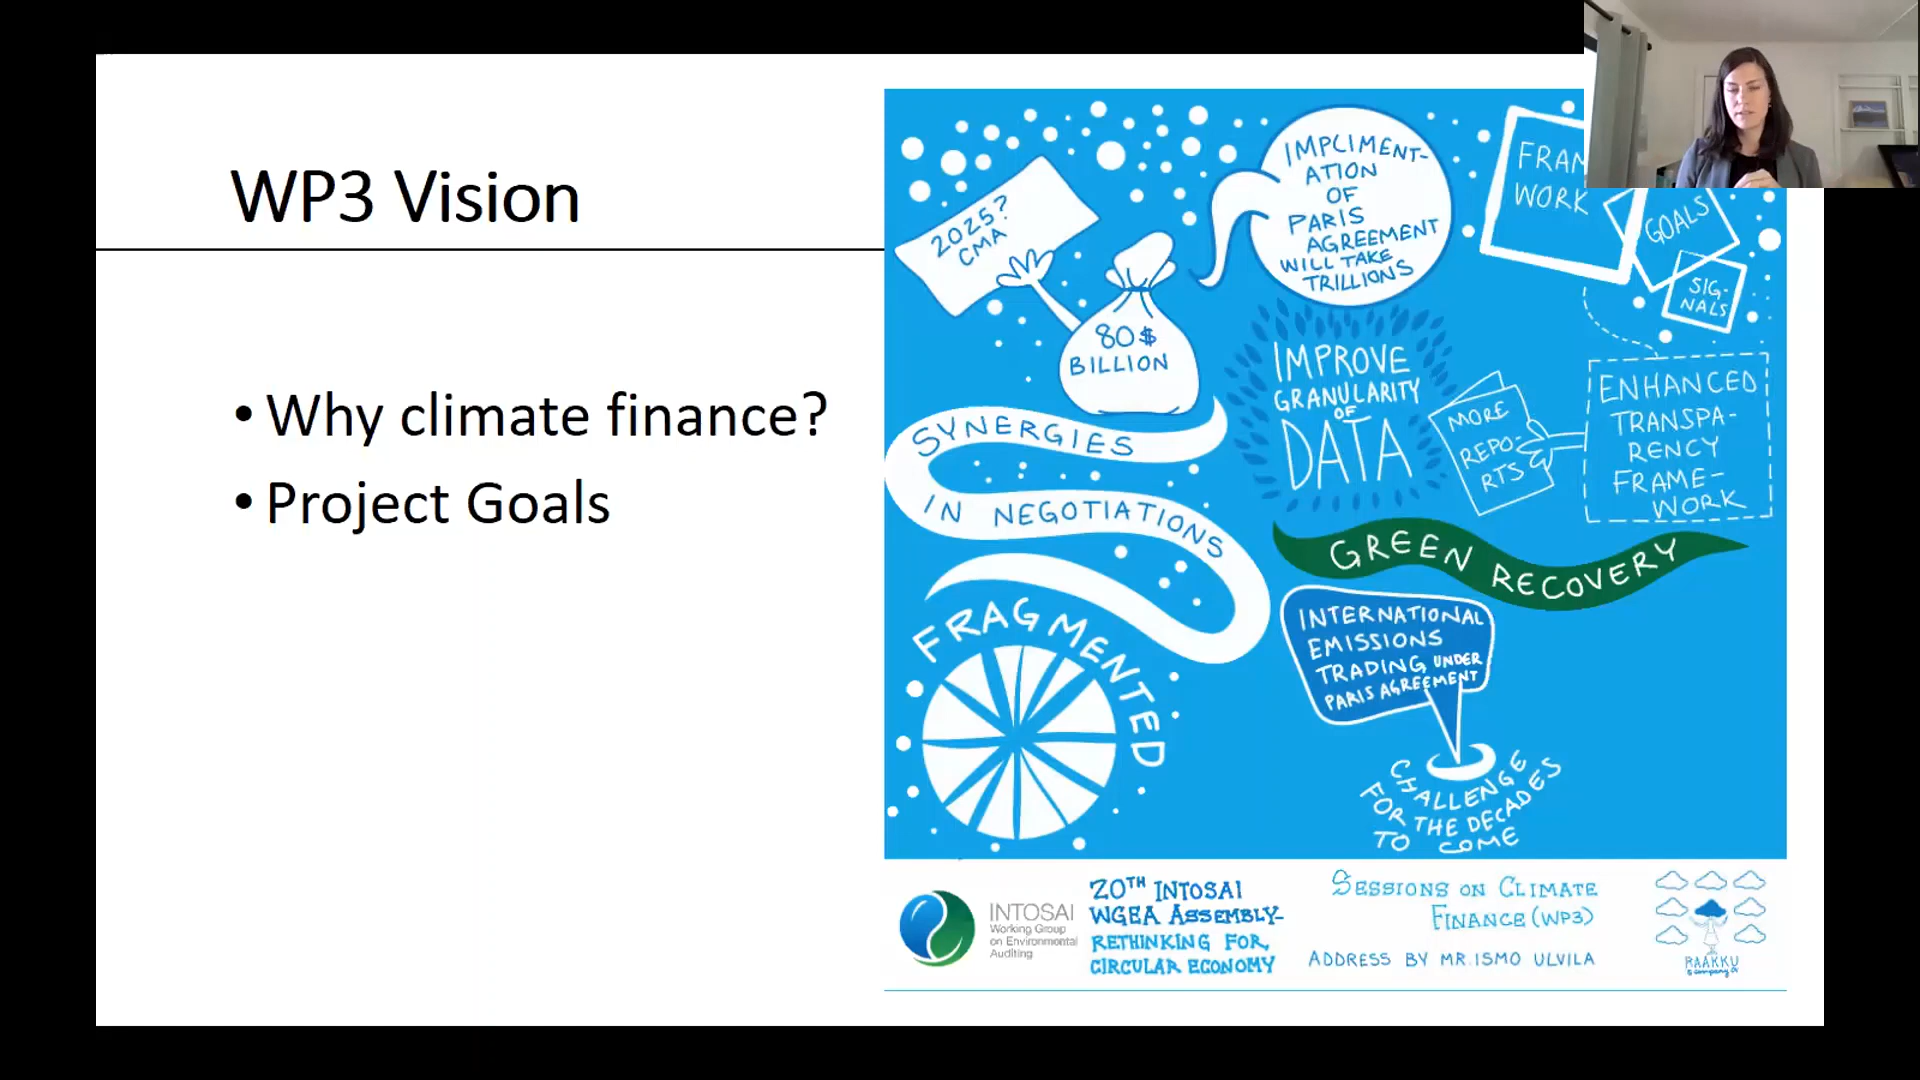 WP3 Vision
• Why climate finance?
• Project Goals
2025?
CMA
80$
BILLION
IMPLIMENT-
ATION
OF
PARIS
AGREEMENT
WILL TAKE
TRILLIONS
WORK
GOALS
SIG-
NALS
IMPROVE
GRANULARITY
OF
DATA
MORE
REPO-
RTS
ENHANCED
TRANSPA-
RENCY
FRAME-
WORK
SYNERGIES
IN NEGOTIATIONS
GREEN RECOVERY
FRAGMENTED
INTERNATIONAL
EMISSIONS
TRADING UNDER
PARIS AGREEMENT
CHALLENGE
FOR THE DECADES
TO COME
INTOSAI
Working Group
on Environmental
Auditing
20TH INTOSAI
WGEA ASSEMBLY-
RETHINKING FOR,
CIRCULAR ECONOMY
SESSIONS ON CLIMATE
FINANCE (WP3)
ADDRESS BY MR. ISMO ULVILA
RAAKKU
& company oy